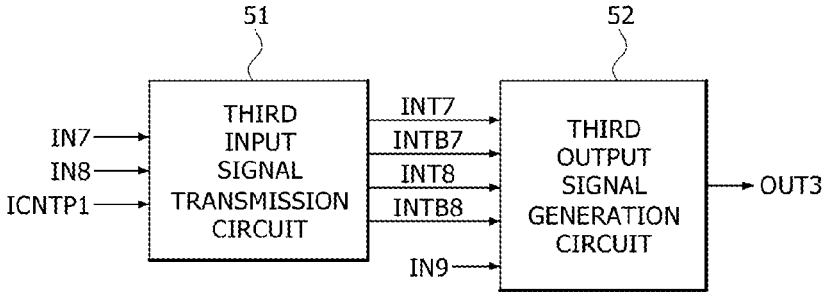 51
52
IN7
IN8
ICNTP1
THIRD
INPUT
SIGNAL
TRANSMISSION
CIRCUIT
INT7
INTB7
INT8
INTB8
IN9
THIRD
OUTPUT
SIGNAL
GENERATION
CIRCUIT
OUT3